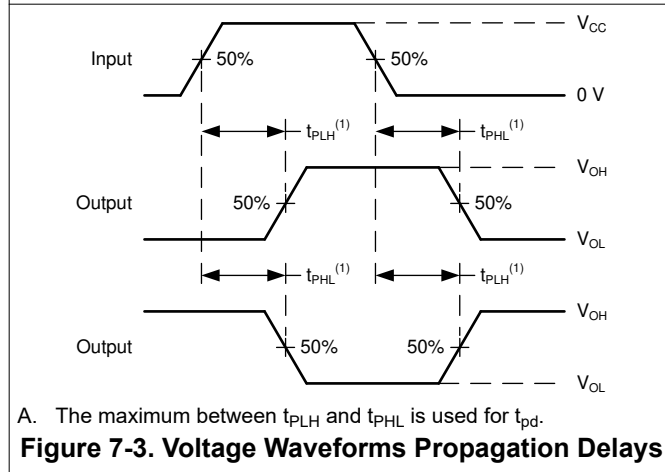 V_CC
Input
50%
50%
0 V
t_PLH^(1)
t_PHL^(1)
V_OH
Output
50%
50%
V_OL
t_PHL^(1)
t_PLH^(1)
V_OH
Output
50%
50%
V_OL
A. The maximum between t_PLH and t_PHL is used for t_pd.
Figure 7-3. Voltage Waveforms Propagation Delays